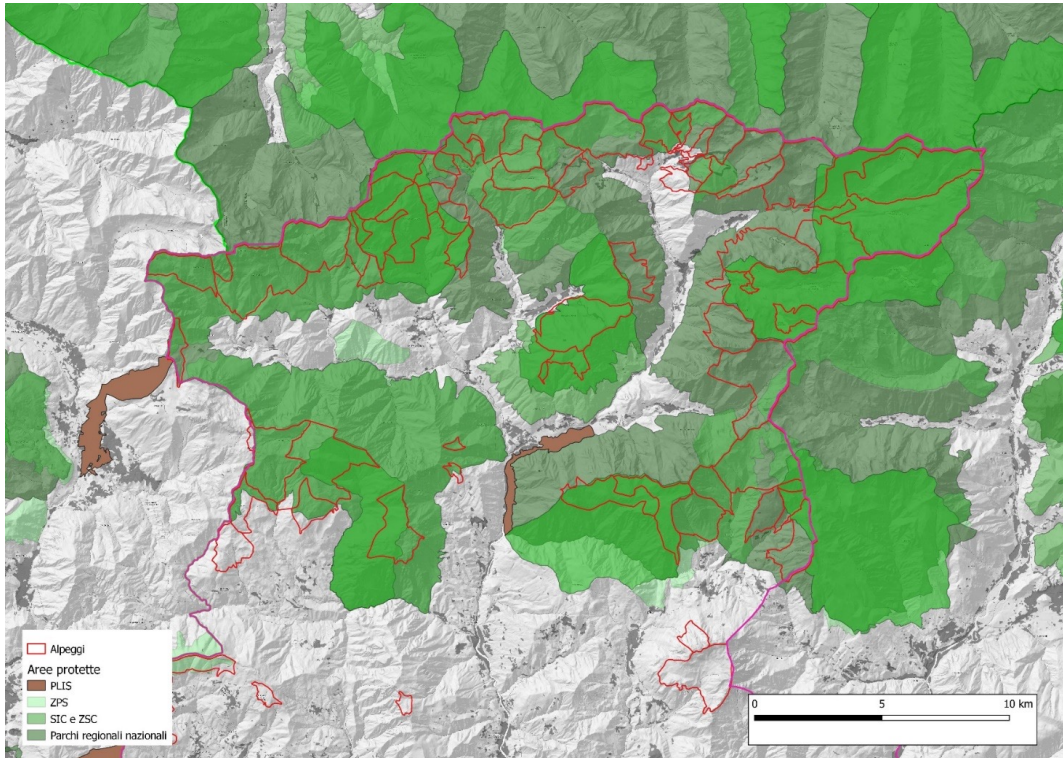 Alpeggi
Aree protette
PLIS
ZPS
SIC e ZSC
Parchi regionali nazionali
0 5 10 km